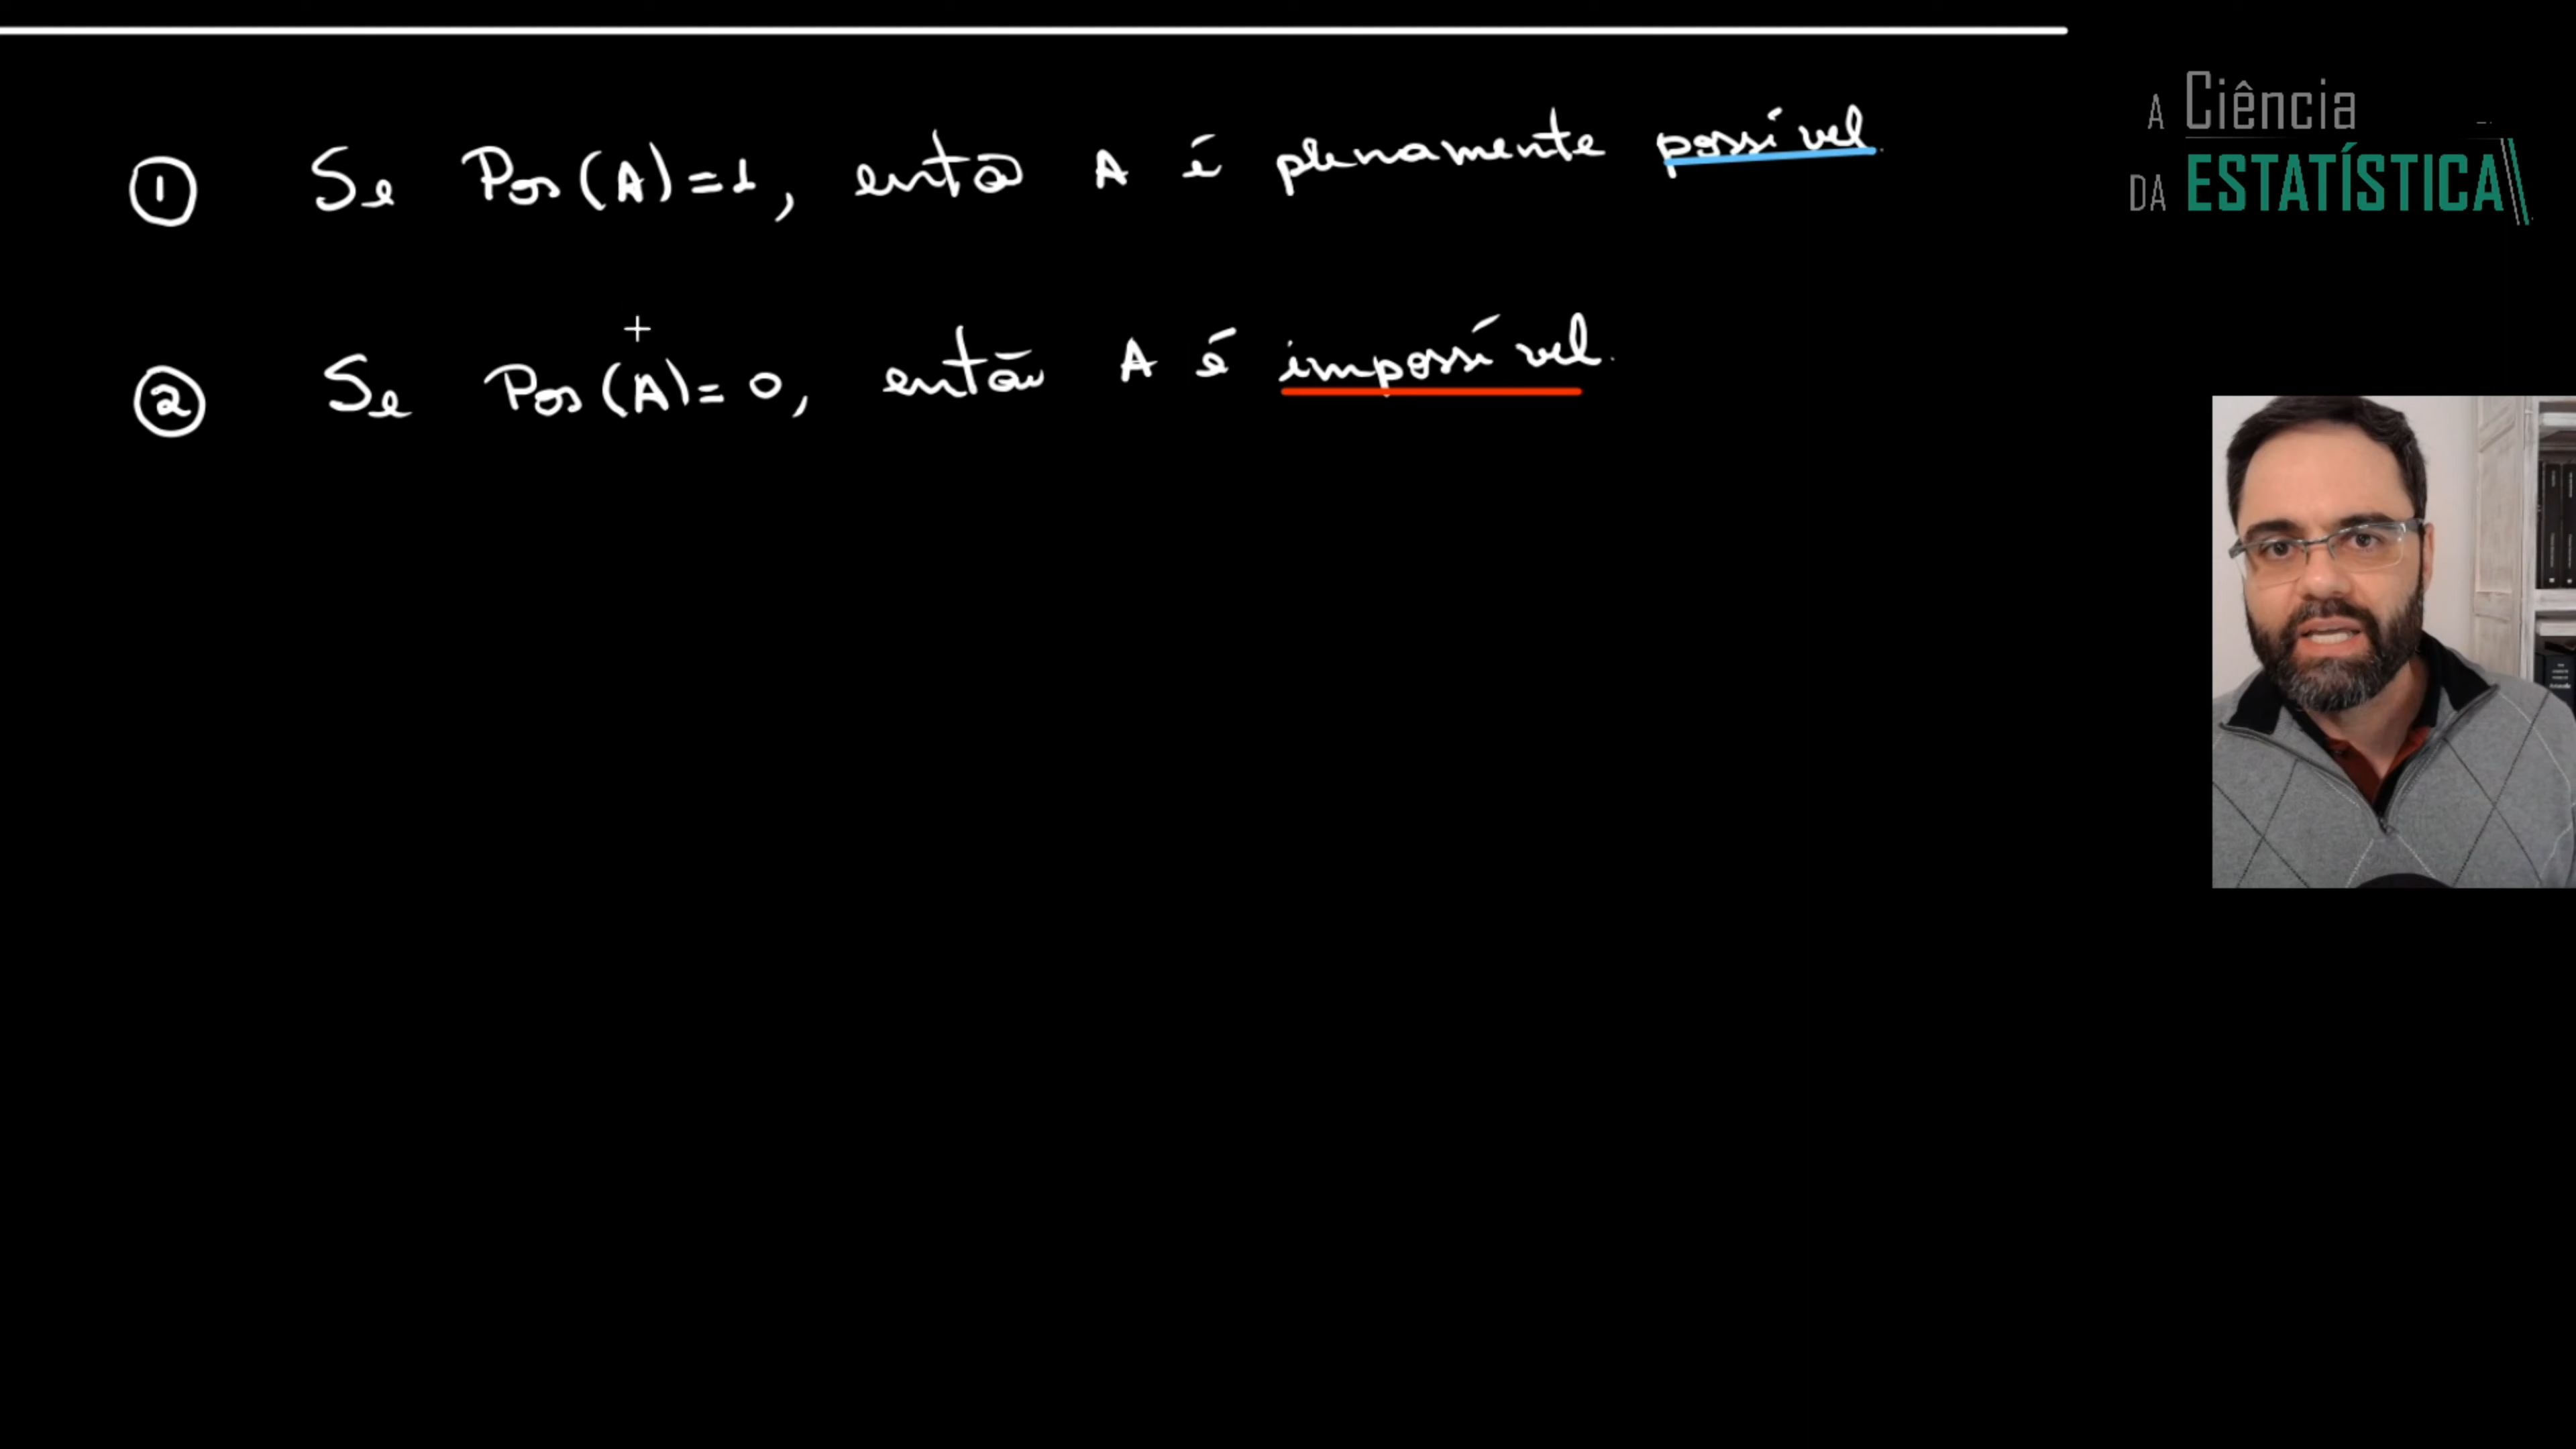 A Ciência
DA ESTATÍSTICA
① Se Pos(A)=1, então A é plenamente possível.
② Se Pos(A)=0, então A é impossível.